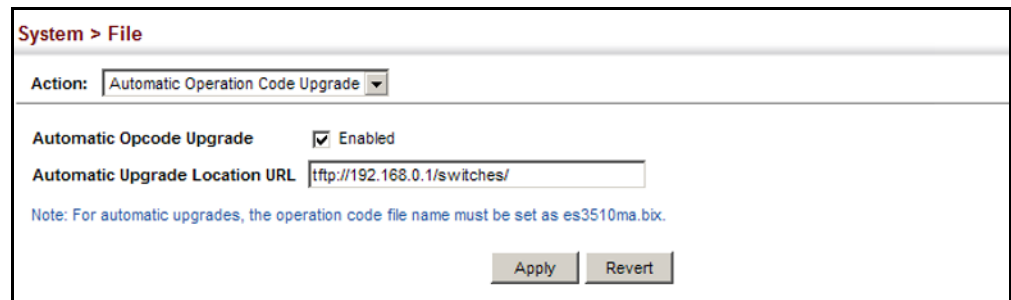 System > File
Action: Automatic Operation Code Upgrade
Automatic Opcode Upgrade Enabled
Automatic Upgrade Location URL tftp://192.168.0.1/switches/
Note: For automatic upgrades, the operation code file name must be set as es3510ma.bix.
Apply Revert